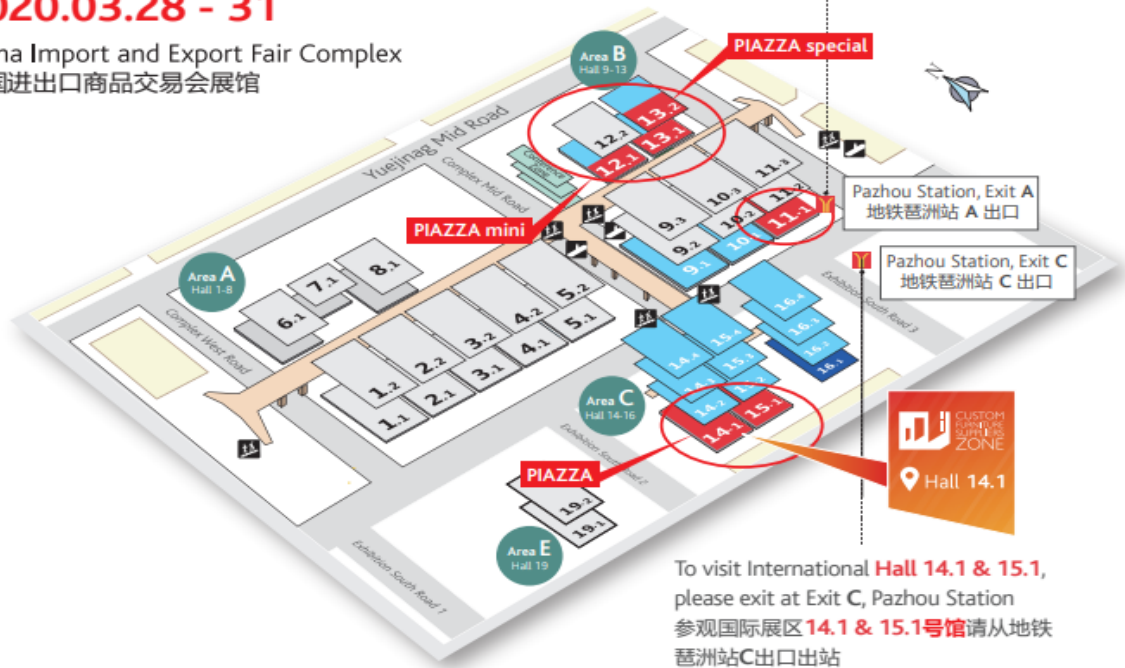 020.03.28 - 31
na Import and Export Fair Complex
国进出口商品交易会展馆
Area B
Hall 9-13
PIAZZA special
N
13.2
12.2
13.1
12.1
Yuejinag Mid Road
Complex Mid Road
Conference
Zone
11.3
10.3
11.2
9.3
10.2
11.1
9.2
10.1
9.1
Pazhou Station, Exit A
地铁琶洲站 A 出口
PIAZZA mini
Pazhou Station, Exit C
地铁琶洲站 C 出口
Area A
Hall 1-8
8.1
7.1
6.1
5.2
4.2
5.1
3.2
4.1
2.2
3.1
1.2
2.1
1.1
Complex West Road
Exhibition South Road 3
16.4
16.3
16.2
16.1
15.4
14.4
15.3
14.3
15.2
14.2
15.1
14.1
Area C
Hall 14-16
Exhibition South Road 2
CUSTOM
FURNITURE
SUPPLIERS
ZONE
Hall 14.1
PIAZZA
19.2
19.1
Area E
Hall 19
Exhibition South Road 1
To visit International Hall 14.1 & 15.1,
please exit at Exit C, Pazhou Station
参观国际展区14.1 & 15.1号馆请从地铁
琶洲站C出口出站